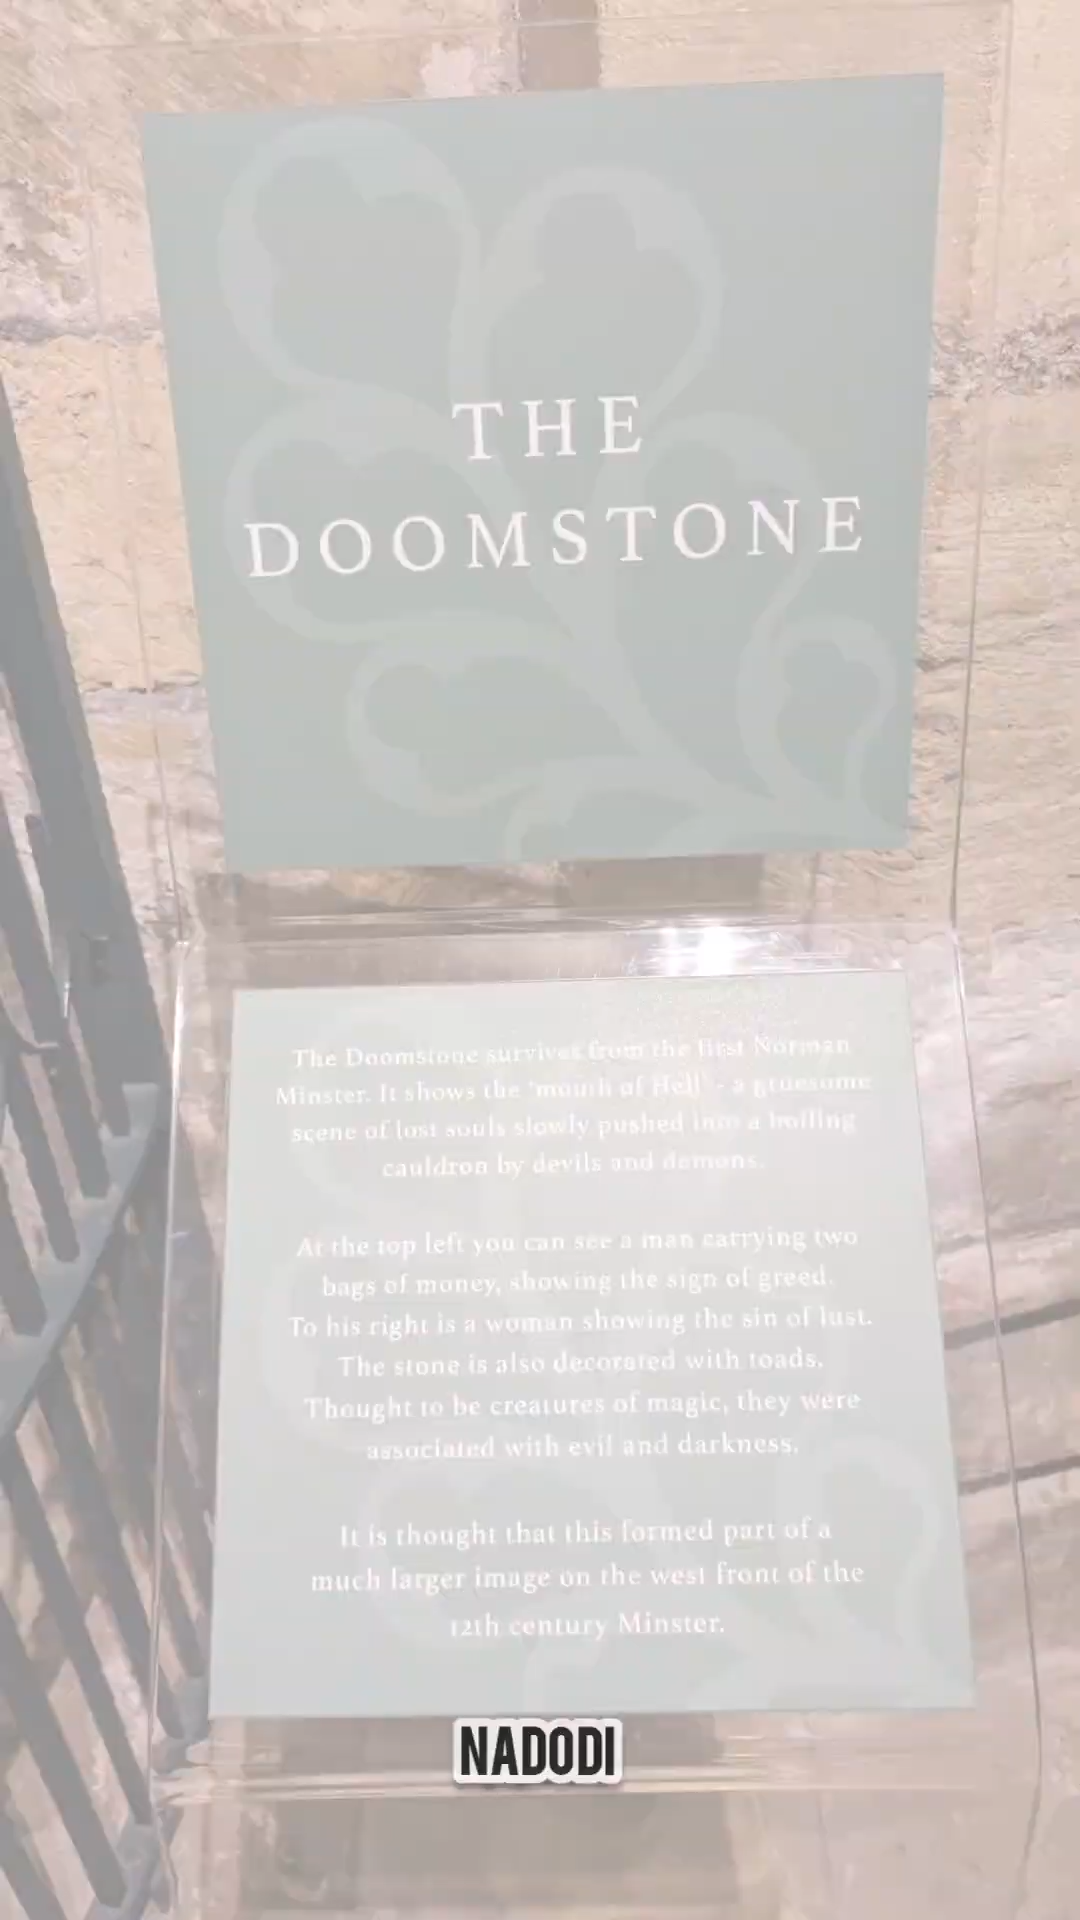 THE
DOOMSTONE
The Doomstone survives from the first Norman
Minster. It shows the 'mouth of Hell' - a gruesome
scene of lost souls slowly pushed into a boiling
cauldron by devils and demons.
At the top left you can see a man carrying two
bags of money, showing the sign of greed.
To his right is a woman showing the sin of lust.
The stone is also decorated with toads.
Thought to be creatures of magic, they were
associated with evil and darkness.
It is thought that this formed part of a
much larger image on the west front of the
12th century Minster.
NADODI